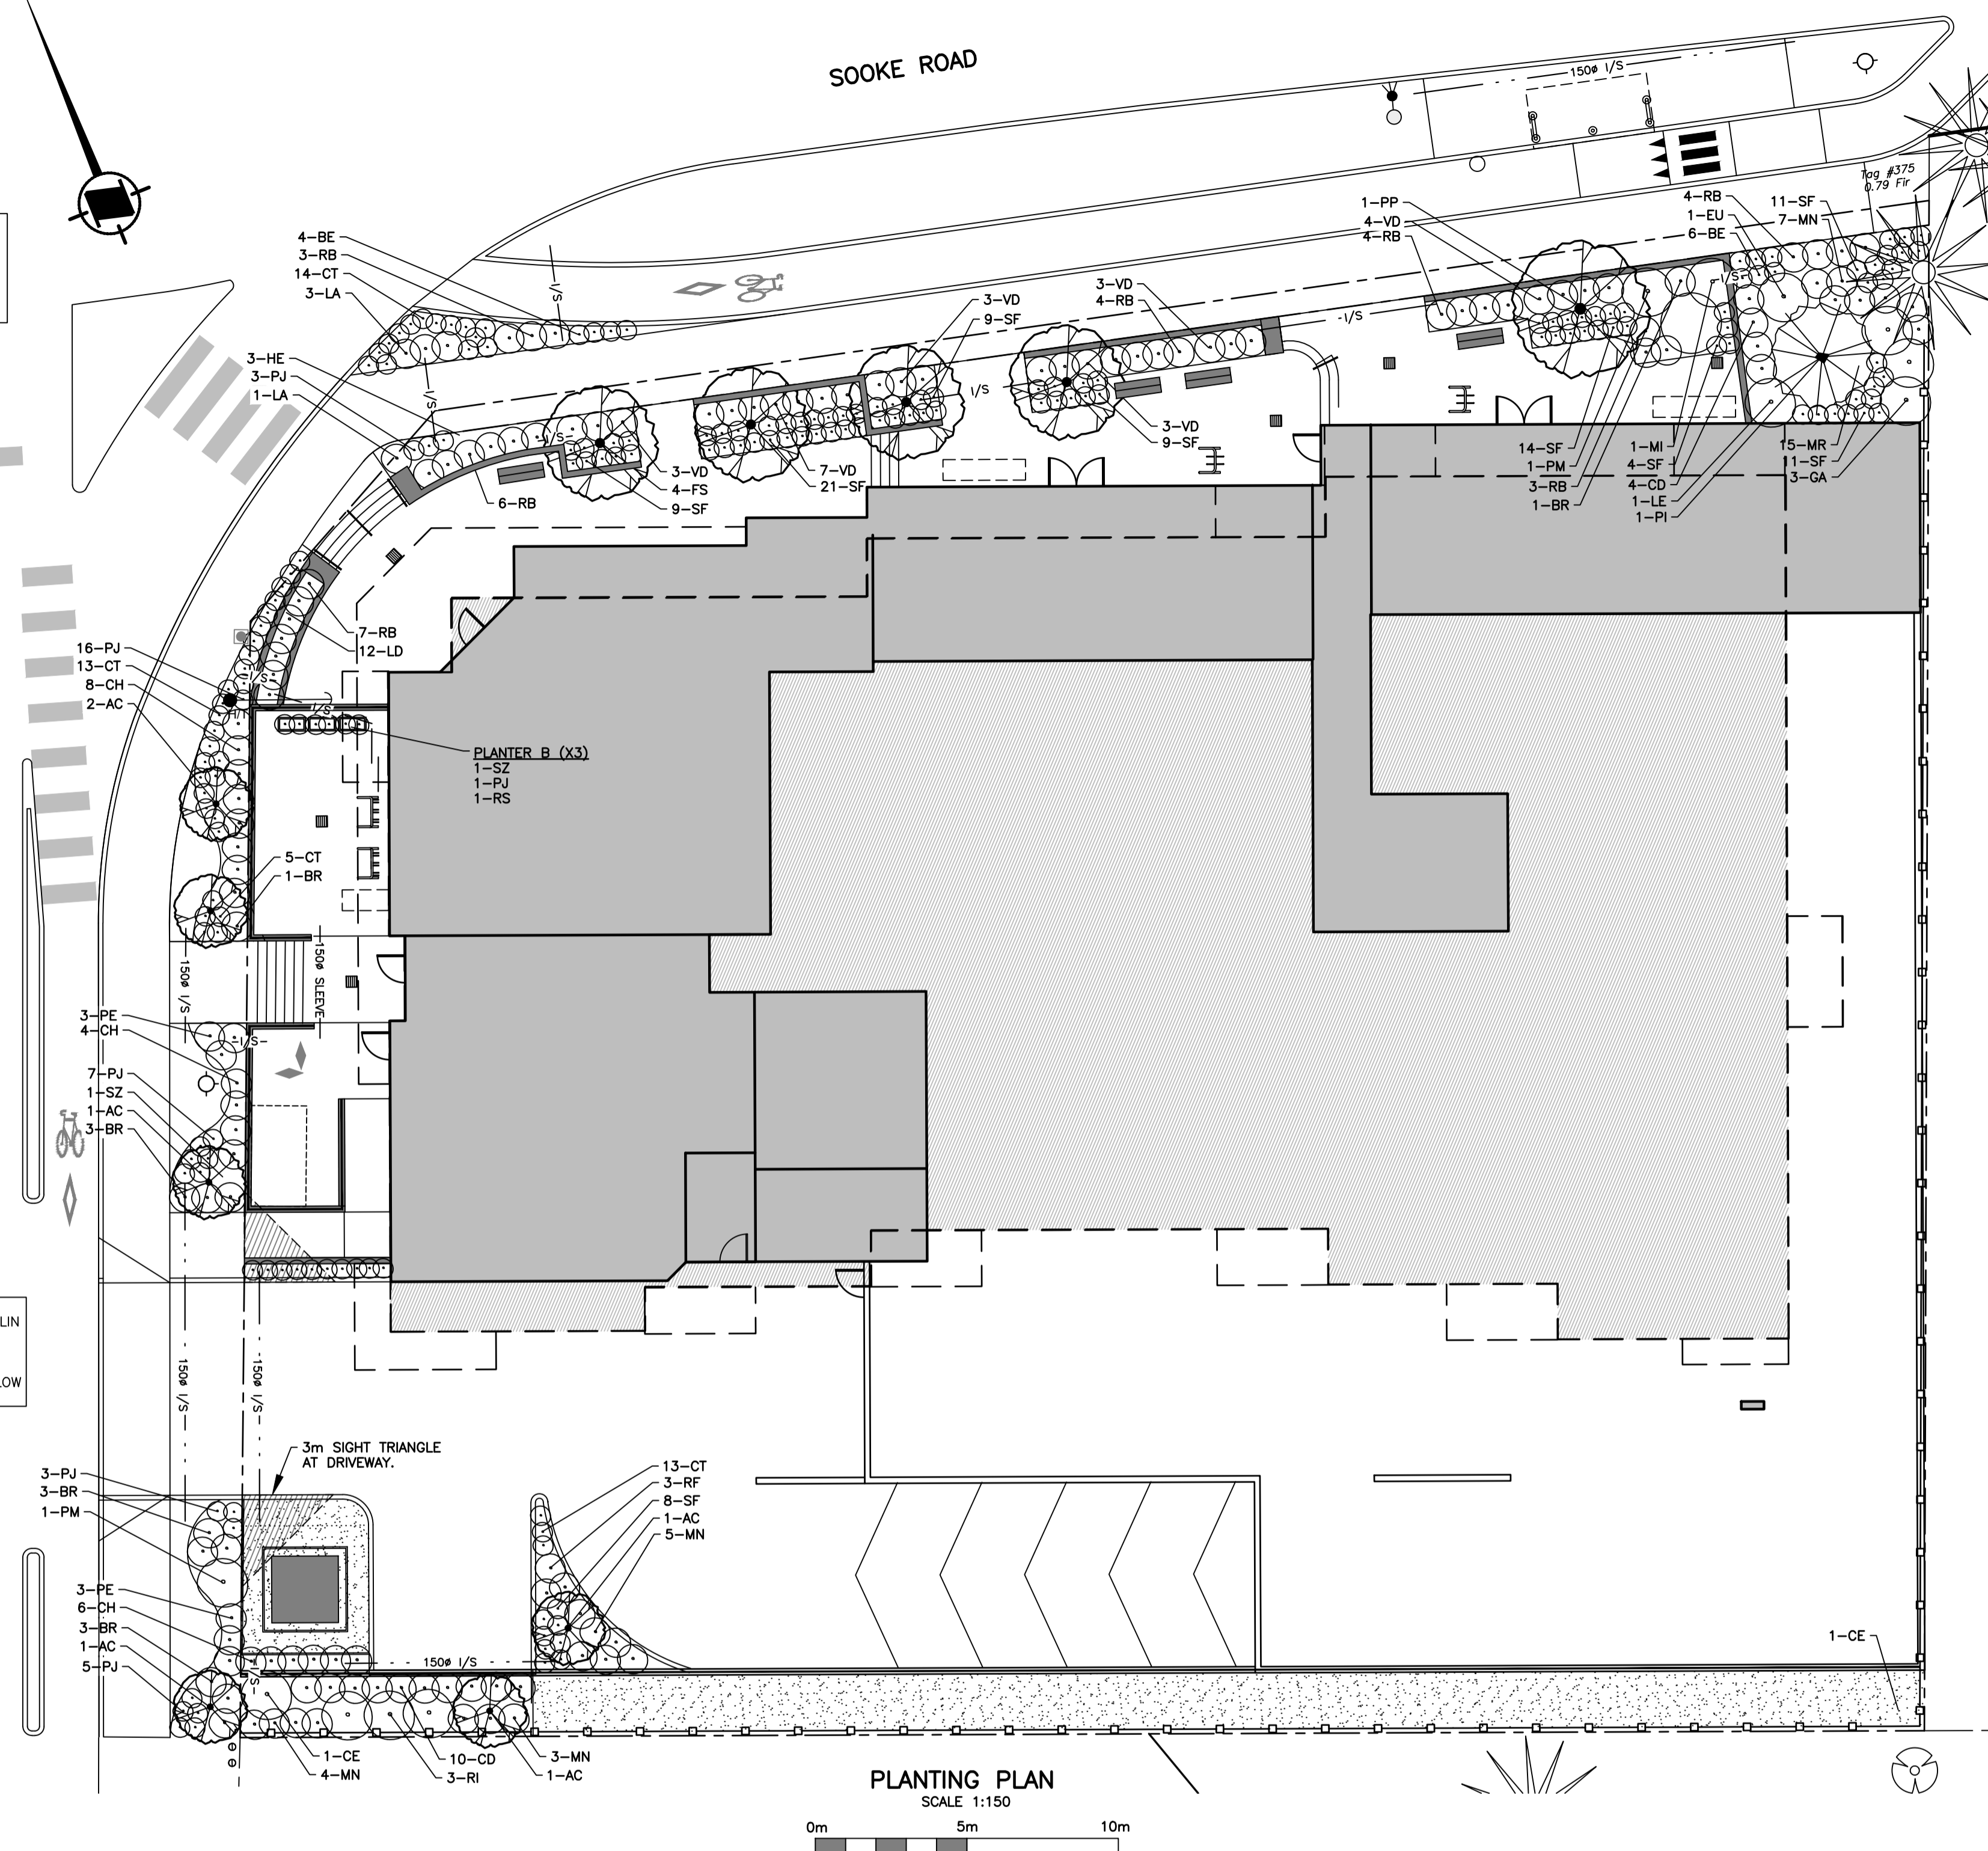 SOOKE ROAD
150ø I/S
Tag #375
0.79 Fir
4-BE
3-RB
14-CT
3-LA
I/S
1-PP
4-VD
4-RB
4-RB
1-EU
6-BE
11-SF
7-MN
I/S
3-VD
9-SF
3-VD
4-RB
-I/S
3-HE
3-PJ
1-LA
I/S
I/S
I/S-
3-VD
9-SF
3-VD
4-FS
9-SF
7-VD
21-SF
6-RB
14-SF
1-PM
3-RB
1-BR
1-MI
4-SF
4-CD
1-LE
1-PI
15-MR
11-SF
3-GA
7-RB
12-LD
16-PJ
13-CT
8-CH
2-AC
I/S
H/T
I/S
PLANTER B (X3)
1-SZ
1-PJ
1-RS
5-CT
1-BR
150ø I/S
150ø SLEEVE
3-PE
4-CH
-I/S-
7-PJ
1-SZ
1-AC
3-BR
LIN
LOW
150ø I/S
150ø I/S
3m SIGHT TRIANGLE
AT DRIVEWAY.
3-PJ
3-BR
1-PM
13-CT
3-RF
8-SF
1-AC
5-MN
3-PE
6-CH
3-BR
1-AC
5-PJ
150ø I/S
I/S
1-CE
1-CE
4-MN
10-CD
3-RI
3-MN
1-AC
PLANTING PLAN
SCALE 1:150
0m 5m 10m